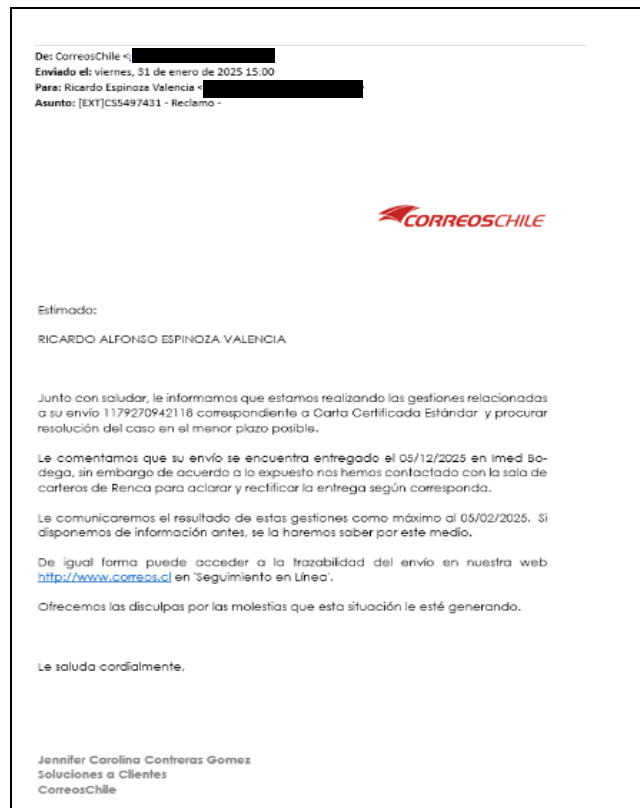 De: CorreosChile <
Enviado el: viernes, 31 de enero de 2025 15:00
Para: Ricardo Espinoza Valencia <
Asunto: [EXT]CS5497431 - Reclamo -
CORREOSCHILE
Estimado:
RICARDO ALFONSO ESPINOZA VALENCIA
Junto con saludar, le informamos que estamos realizando las gestiones relacionadas
a su envío 1179270942118 correspondiente a Carta Certificada Estándar y procurar
resolución del caso en el menor plazo posible.
Le comentamos que su envío se encuentra entregado el 05/12/2025 en Imed Bo-
dega, sin embargo de acuerdo a lo expuesto nos hemos contactado con la sala de
carteros de Renca para aclarar y rectificar la entrega según corresponda.
Le comunicaremos el resultado de estas gestiones como máximo al 05/02/2025. Si
disponemos de información antes, se la haremos saber por este medio.
De igual forma puede acceder a la trazabilidad del envío en nuestra web
http://www.correos.cl en 'Seguimiento en Línea'.
Ofrecemos las disculpas por las molestias que esta situación le esté generando.
Le saluda cordialmente,
Jennifer Carolina Contreras Gomez
Soluciones a Clientes
CorreosChile